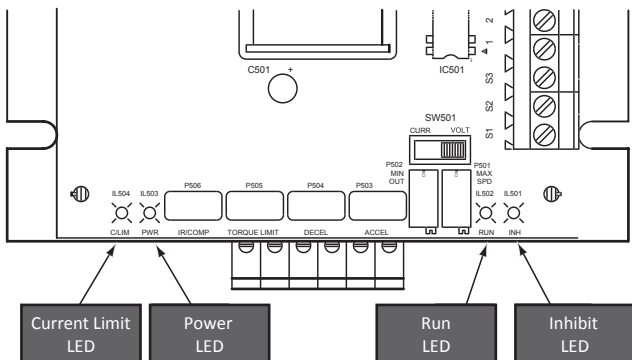 2
1
S3
S2
S1
C501 +
IC501
SW501
CURR VOLT
P502
MIN
OUT
P501
MAX
SPD
IL504 IL503 P506 P505 P504 P503 IL502 IL501
C/LIM PWR IR/COMP TORQUE LIMIT DECEL ACCEL RUN INH
Current Limit
LED
Power
LED
Run
LED
Inhibit
LED